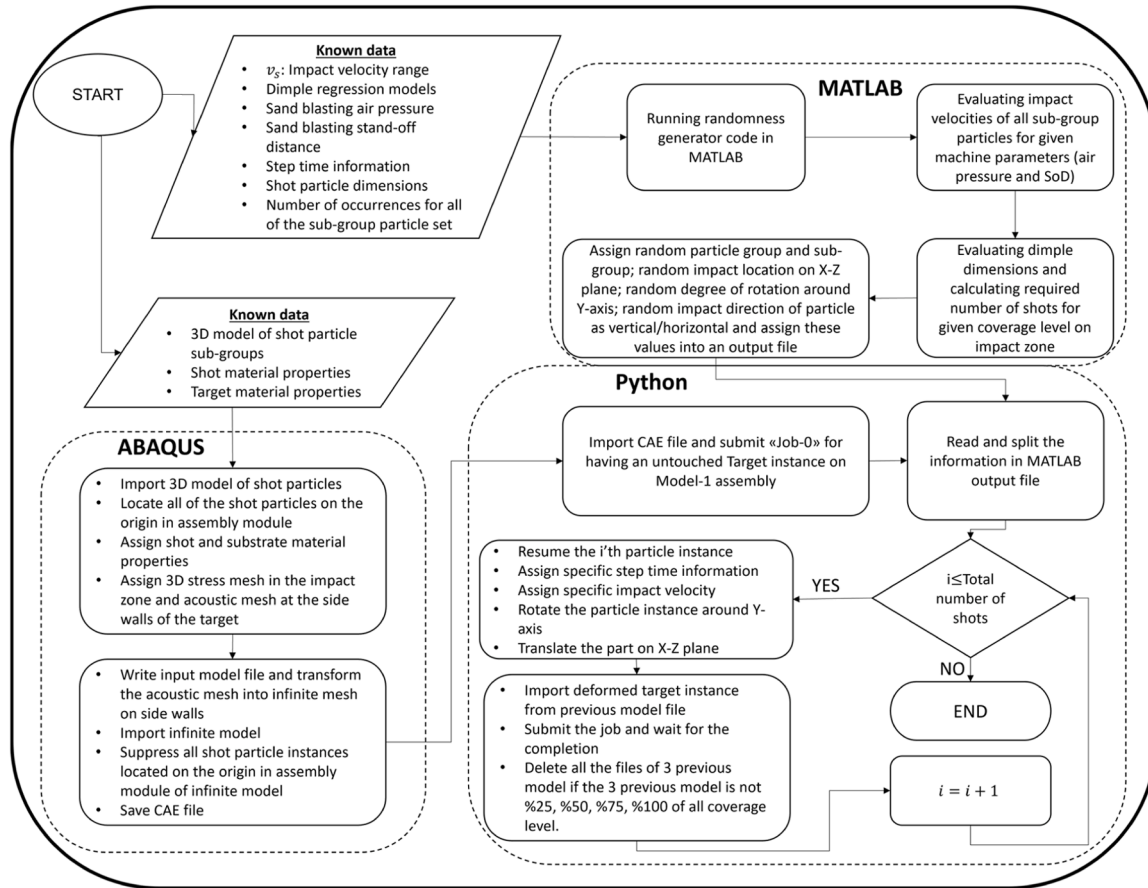 START
Known data
• v_s: Impact velocity range
• Dimple regression models
• Sand blasting air pressure
• Sand blasting stand-off
distance
• Step time information
• Shot particle dimensions
• Number of occurrences for all
of the sub-group particle set
MATLAB
Running randomness
generator code in
MATLAB
Evaluating impact
velocities of all sub-group
particles for given
machine parameters (air
pressure and SoD)
Assign random particle group and sub-
group; random impact location on X-Z
plane; random degree of rotation around
Y-axis; random impact direction of particle
as vertical/horizontal and assign these
values into an output file
Evaluating dimple
dimensions and
calculating required
number of shots for
given coverage level on
impact zone
Known data
• 3D model of shot particle
sub-groups
• Shot material properties
• Target material properties
ABAQUS
• Import 3D model of shot particles
• Locate all of the shot particles on the
origin in assembly module
• Assign shot and substrate material
properties
• Assign 3D stress mesh in the impact
zone and acoustic mesh at the side
walls of the target
• Write input model file and transform
the acoustic mesh into infinite mesh
on side walls
• Import infinite model
• Suppress all shot particle instances
located on the origin in assembly
module of infinite model
• Save CAE file
Python
Import CAE file and submit «Job-0» for
having an untouched Target instance on
Model-1 assembly
Read and split the
information in MATLAB
output file
• Resume the i'th particle instance
• Assign specific step time information
• Assign specific impact velocity
• Rotate the particle instance around Y-
axis
• Translate the part on X-Z plane
YES
i≤Total
number of
shots
NO
END
• Import deformed target instance
from previous model file
• Submit the job and wait for the
completion
• Delete all the files of 3 previous
model if the 3 previous model is not
%25, %50, %75, %100 of all coverage
level.
i = i + 1